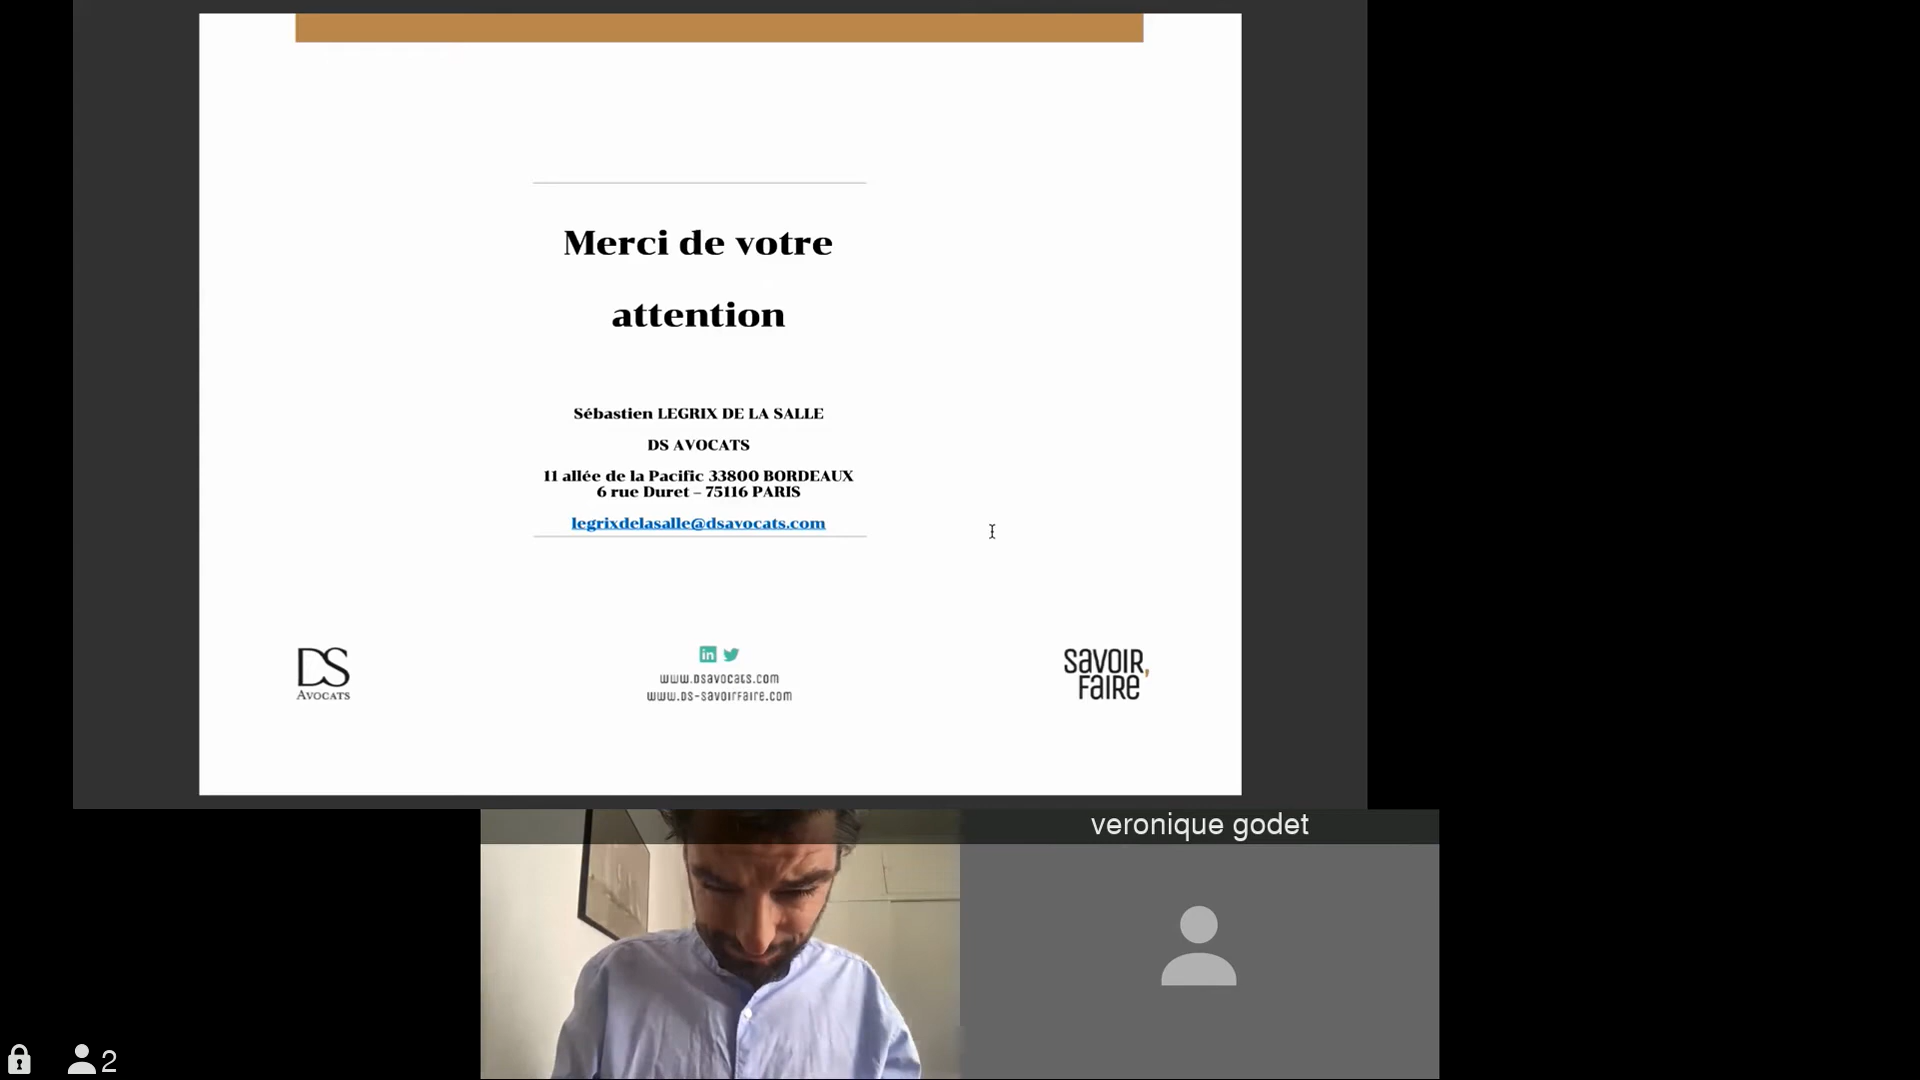 Merci de votre
attention
Sébastien LEGRIX DE LA SALLE
DS AVOCATS
11 allée de la Pacific 33800 BORDEAUX
6 rue Duret – 75116 PARIS
legrixdelasalle@dsavocats.com
DS
AVOCATS
in
www.dsavocats.com
www.ds-savoirfaire.com
SAVOIR,
FAIRE
veronique godet
2